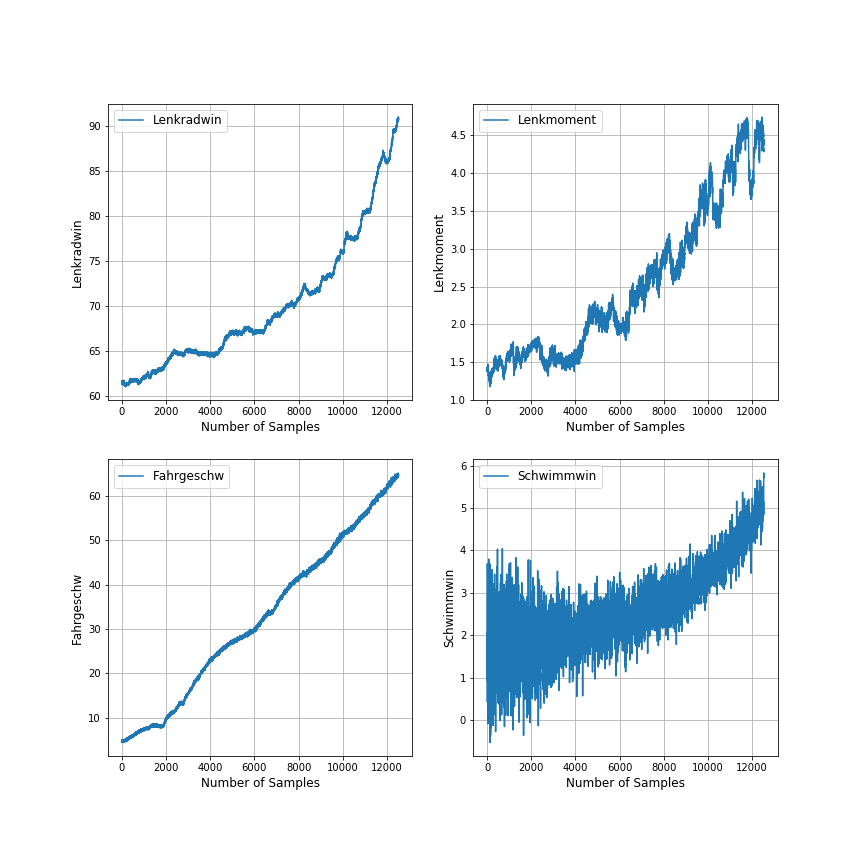 Lenkradwin
Lenkradwin
90
85
80
75
70
65
60
0 2000 4000 6000 8000 10000 12000
Number of Samples
Lenkmoment
Lenkmoment
4.5
4.0
3.5
3.0
2.5
2.0
1.5
1.0
0 2000 4000 6000 8000 10000 12000
Number of Samples
Fahrgeschw
Fahrgeschw
60
50
40
30
20
10
0 2000 4000 6000 8000 10000 12000
Number of Samples
Schwimmwin
Schwimmwin
6
5
4
3
2
1
0
0 2000 4000 6000 8000 10000 12000
Number of Samples